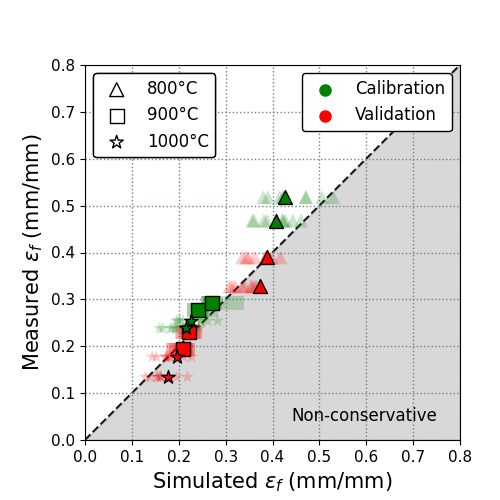 800°C
900°C
1000°C
Calibration
Validation
0.8
0.7
0.6
0.5
0.4
0.3
0.2
0.1
0.0
Measured ε_f (mm/mm)
Non-conservative
0.0 0.1 0.2 0.3 0.4 0.5 0.6 0.7 0.8
Simulated ε_f (mm/mm)